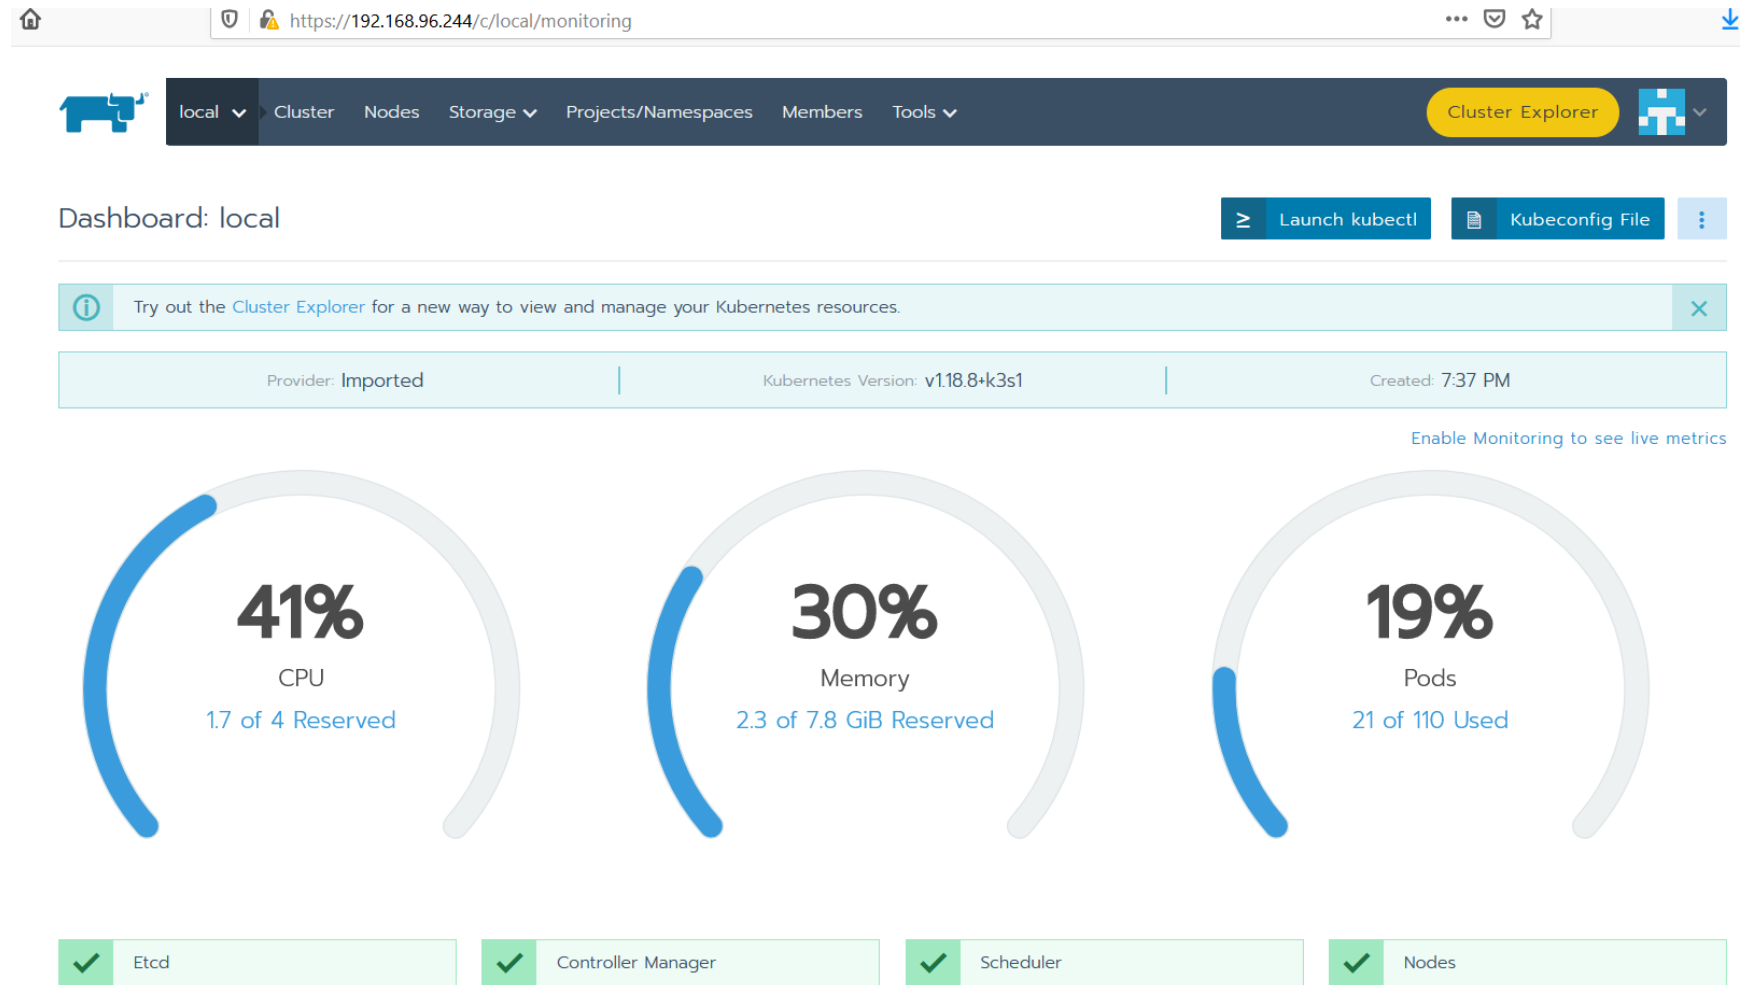 https://192.168.96.244/c/local/monitoring
local Cluster Nodes Storage Projects/Namespaces Members Tools Cluster Explorer
Dashboard: local
Launch kubectl Kubeconfig File
Try out the Cluster Explorer for a new way to view and manage your Kubernetes resources.
Provider: Imported Kubernetes Version: v1.18.8+k3s1 Created: 7:37 PM
Enable Monitoring to see live metrics
41% 30% 19%
CPU Memory Pods
1.7 of 4 Reserved 2.3 of 7.8 GiB Reserved 21 of 110 Used
Etcd Controller Manager Scheduler Nodes